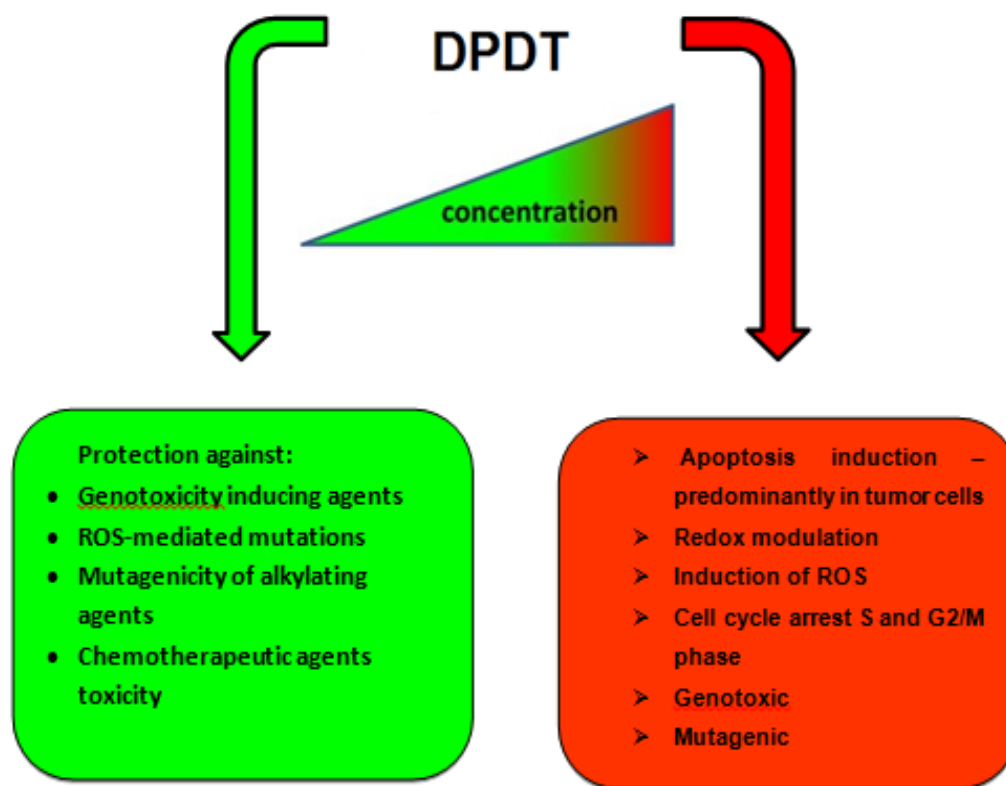 DPDT
concentration
Protection against:
• Genotoxicity inducing agents
• ROS-mediated mutations
• Mutagenicity of alkylating
agents
• Chemotherapeutic agents
toxicity
➢ Apoptosis induction –
predominantly in tumor cells
➢ Redox modulation
➢ Induction of ROS
➢ Cell cycle arrest S and G2/M
phase
➢ Genotoxic
➢ Mutagenic